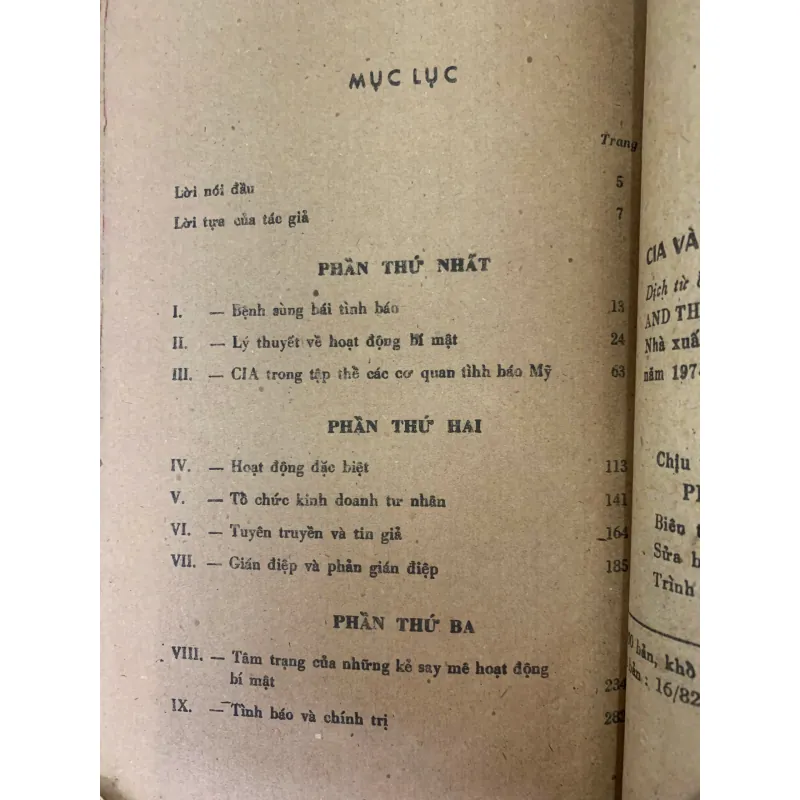 MỤC LỤC
Trang
Lời nói đầu 5
Lời tựa của tác giả 7
PHẦN THỨ NHẤT
I. — Bệnh sùng bái tình báo 13
II. — Lý thuyết về hoạt động bí mật 24
III. — CIA trong tập thể các cơ quan tìhh báo Mỹ 63
PHẦN THỨ HAI
IV. — Hoạt động đặc biệt 113
V. — Tổ chức kinh doanh tư nhân 141
VI. — Tuyên truyền và tin giả 164
VII. — Gián điệp và phản gián điệp 185
PHẦN THỨ BA
VIII. — Tâm trạng của những kẻ say mê hoạt động
bí mật 234
IX. — Tình báo và chính trị
CIA VÀ
Dịch từ
AND TH
Nhà xuấ
năm 197
Chịu
P
Biên t
Sửa b
Trình
bản, khổ
: 16/82